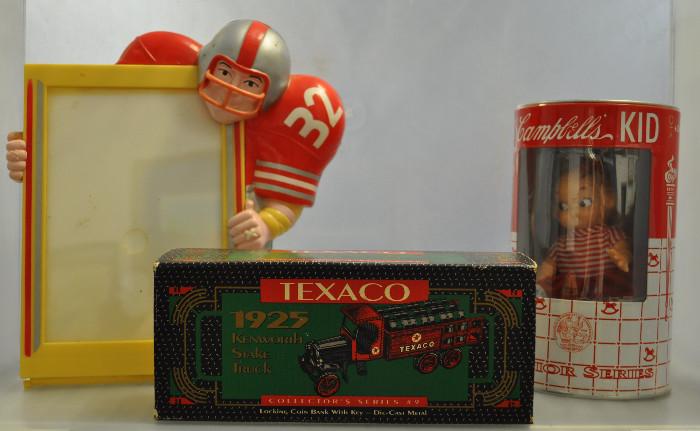 32
Campbell's KID
TEXACO
1925
KENWORTH
STAKE
TRUCK
TEXACO
COLLECTOR'S SERIES #9
Locking Coin Bank With Key – Die-Cast Metal
IOR SERIES